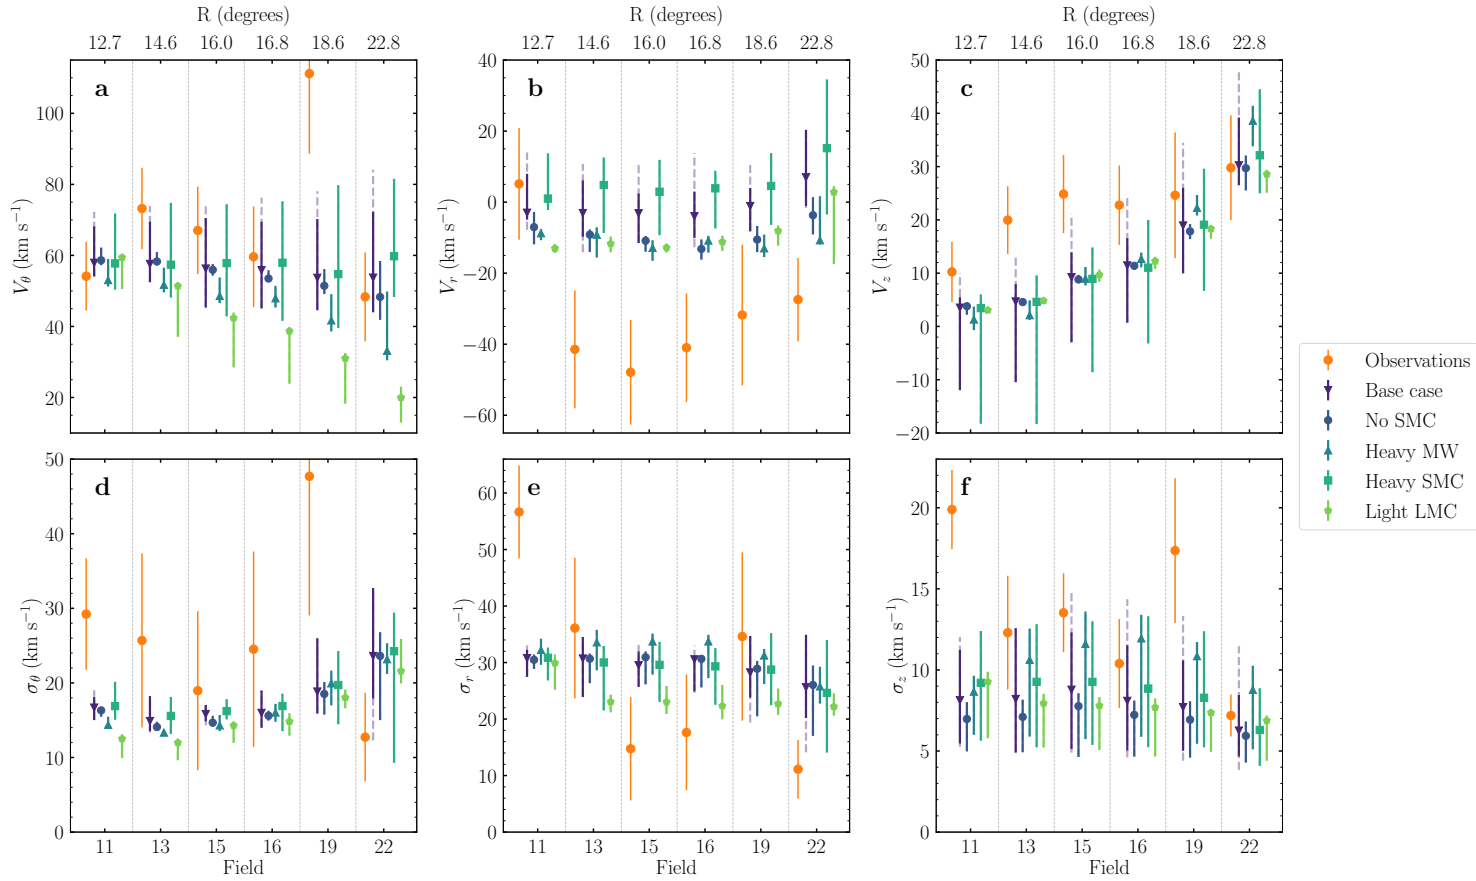 R (degrees)
R (degrees)
R (degrees)
12.7 14.6 16.0 16.8 18.6 22.8
12.7 14.6 16.0 16.8 18.6 22.8
12.7 14.6 16.0 16.8 18.6 22.8
a
b
c
V_θ (km s⁻¹)
100
80
60
40
20
V_r (km s⁻¹)
40
20
0
−20
−40
−60
V_z (km s⁻¹)
50
40
30
20
10
0
−10
−20
Observations
Base case
No SMC
Heavy MW
Heavy SMC
Light LMC
d
e
f
σ_θ (km s⁻¹)
50
40
30
20
10
0
σ_r (km s⁻¹)
60
50
40
30
20
10
0
σ_z (km s⁻¹)
20
15
10
5
0
11 13 15 16 19 22
11 13 15 16 19 22
11 13 15 16 19 22
Field
Field
Field